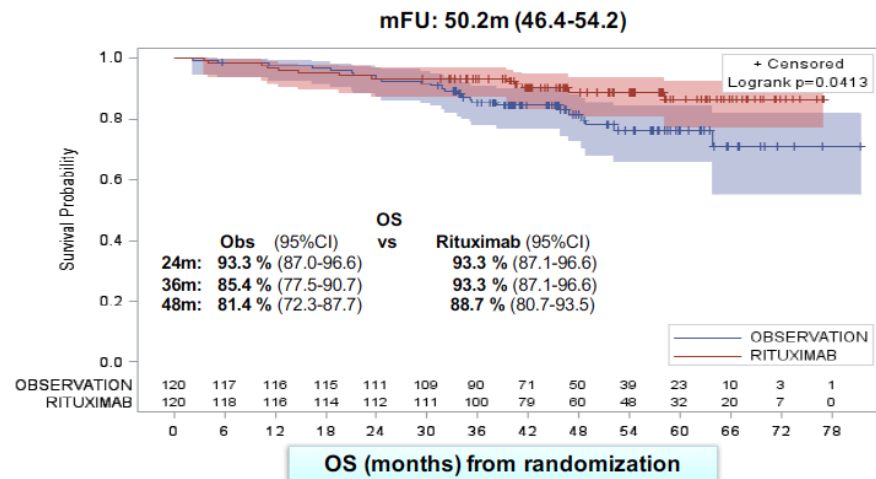 mFU: 50.2m (46.4-54.2)
+ Censored
Logrank p=0.0413
1.0
0.8
0.6
0.4
0.2
0.0
Survival Probability
OS
Obs (95%CI) vs Rituximab (95%CI)
24m: 93.3 % (87.0-96.6) 93.3 % (87.1-96.6)
36m: 85.4 % (77.5-90.7) 93.3 % (87.1-96.6)
48m: 81.4 % (72.3-87.7) 88.7 % (80.7-93.5)
OBSERVATION
RITUXIMAB
OBSERVATION 120 117 116 115 111 109 90 71 50 39 23 10 3 1
RITUXIMAB 120 118 116 114 112 111 100 79 60 48 32 20 7 0
0 6 12 18 24 30 36 42 48 54 60 66 72 78
OS (months) from randomization